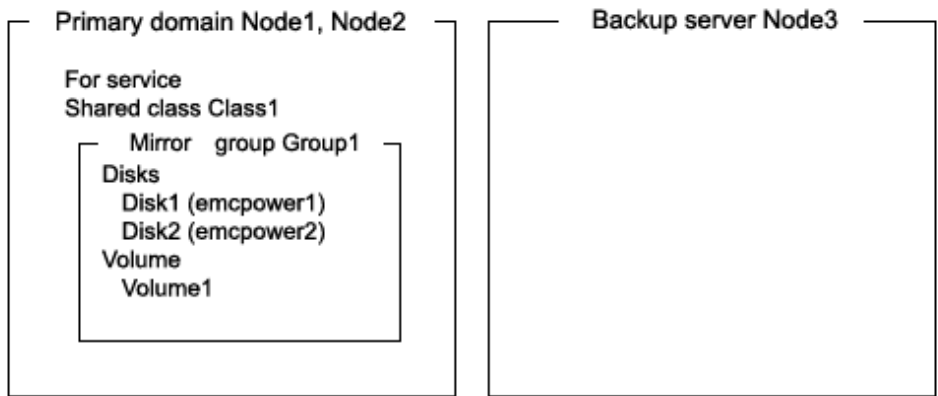 Primary domain Node1, Node2
For service
Shared class Class1
Mirror group Group1
Disks
Disk1 (emcpower1)
Disk2 (emcpower2)
Volume
Volume1
Backup server Node3